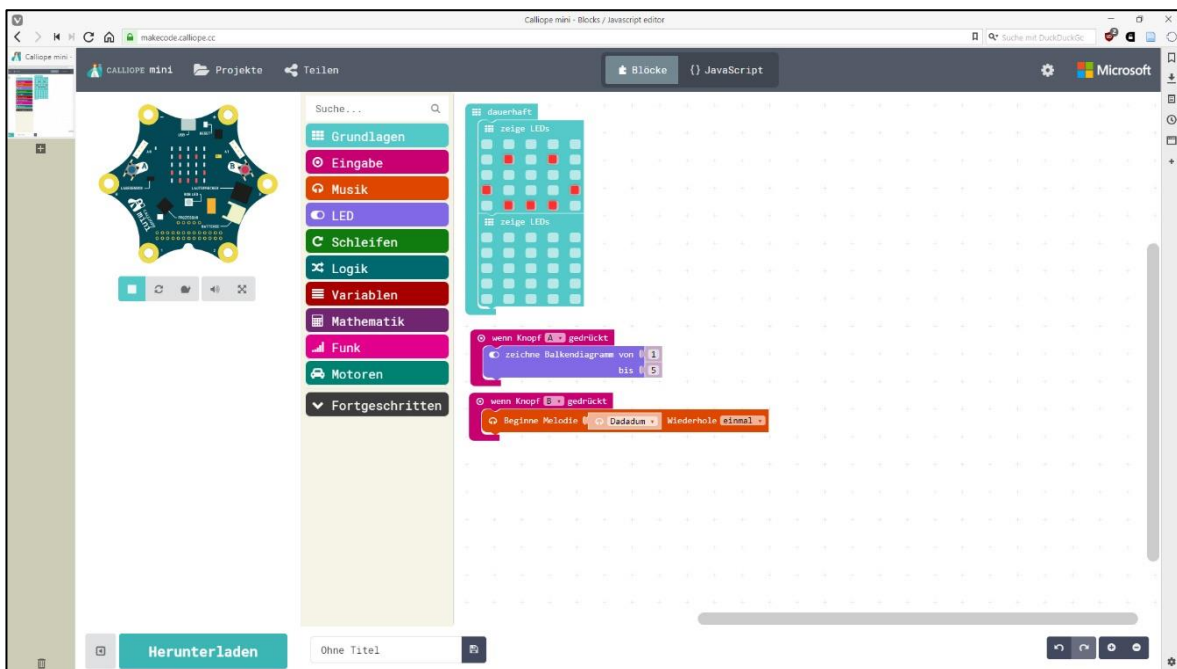 Calliope mini - Blocks / Javascript editor
makecode.calliope.cc
Suche mit DuckDuckGo
Calliope mini -
CALLIOPE mini
Projekte
Teilen
Blöcke
{} JavaScript
Microsoft
Suche...
Grundlagen
Eingabe
Musik
LED
Schleifen
Logik
Variablen
Mathematik
Funk
Motoren
Fortgeschritten
A
B
dauerhaft
zeige LEDs
zeige LEDs
wenn Knopf A gedrückt
zeichne Balkendiagramm von 1
bis 5
wenn Knopf B gedrückt
Beginne Melodie Dadadum Wiederhole einmal
Herunterladen
Ohne Titel